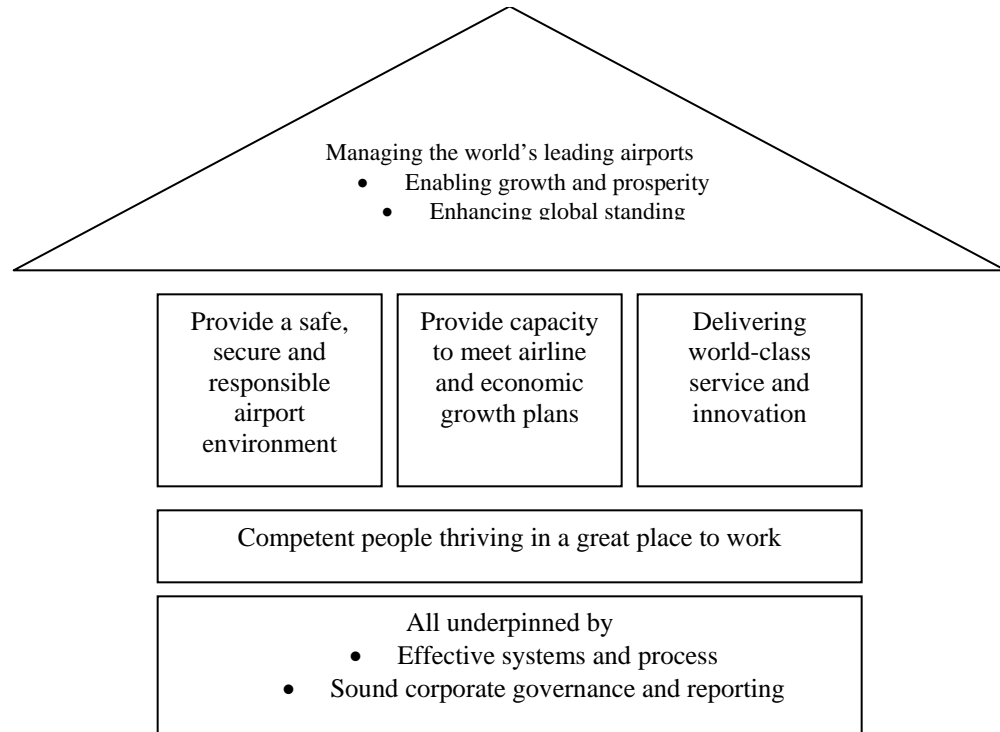 Managing the world’s leading airports
• Enabling growth and prosperity
• Enhancing global standing
Provide a safe,
secure and
responsible
airport
environment
Provide capacity
to meet airline
and economic
growth plans
Delivering
world-class
service and
innovation
Competent people thriving in a great place to work
All underpinned by
• Effective systems and process
• Sound corporate governance and reporting